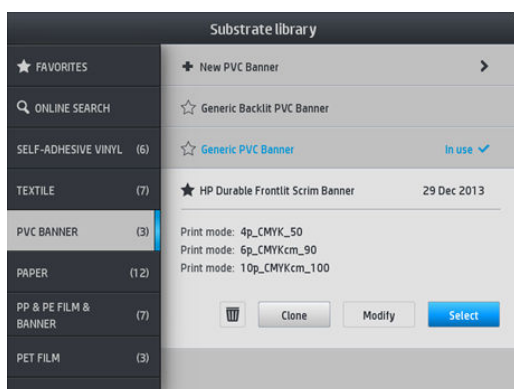 Substrate library
FAVORITES
ONLINE SEARCH
SELF-ADHESIVE VINYL (6)
TEXTILE (7)
PVC BANNER (3)
PAPER (12)
PP & PE FILM &
BANNER (7)
PET FILM (3)
New PVC Banner
Generic Backlit PVC Banner
Generic PVC Banner In use
HP Durable Frontlit Scrim Banner 29 Dec 2013
Print mode: 4p_CMYK_50
Print mode: 6p_CMYKcm_90
Print mode: 10p_CMYKcm_100
Clone Modify Select